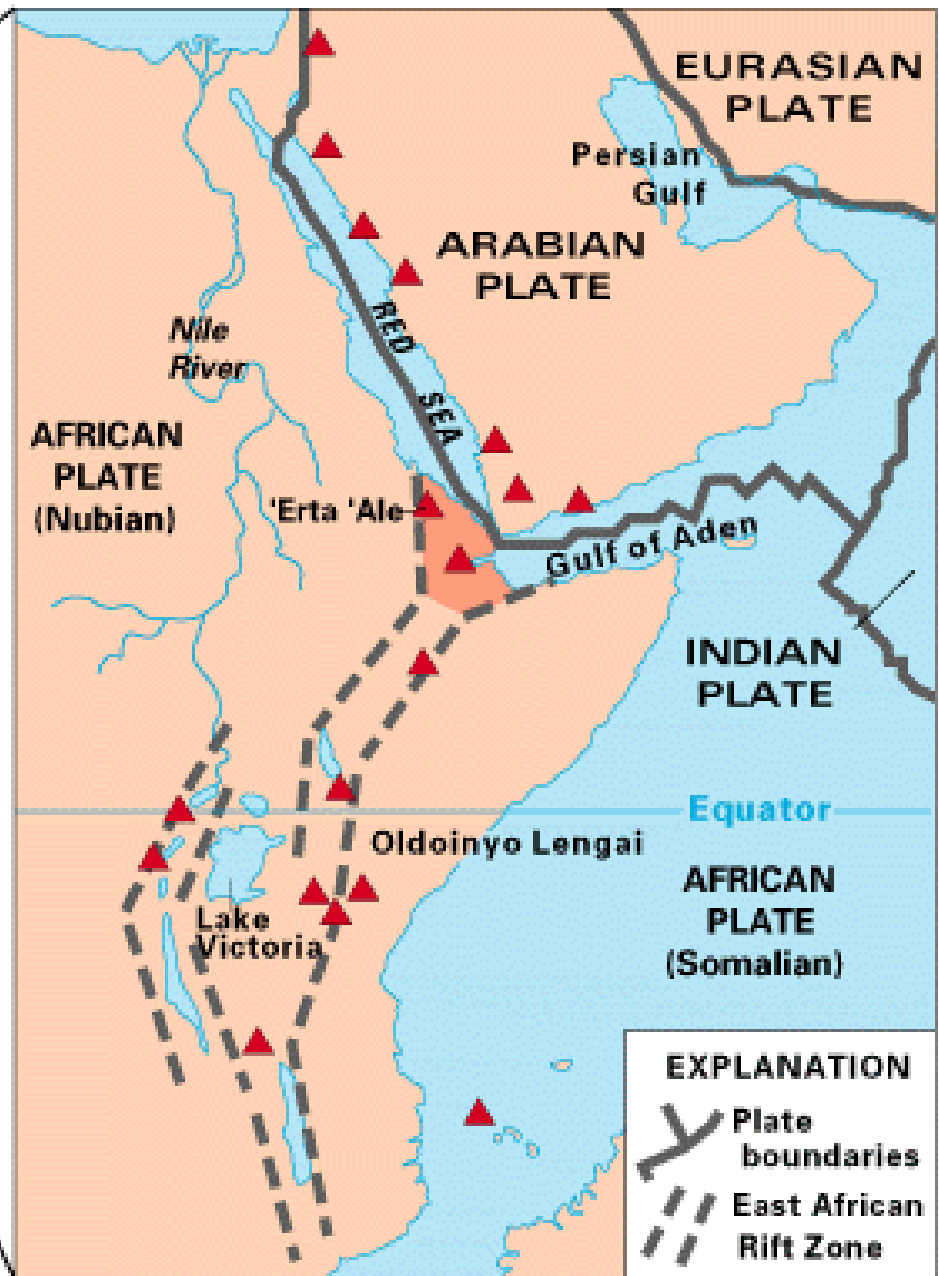 EURASIAN
PLATE
Persian
Gulf
ARABIAN
PLATE
RED
SEA
Nile
River
AFRICAN
PLATE
(Nubian)
'Erta 'Ale
Gulf of Aden
INDIAN
PLATE
Equator
Oldoinyo Lengai
AFRICAN
PLATE
(Somalian)
Lake
Victoria
EXPLANATION
Plate
boundaries
East African
Rift Zone